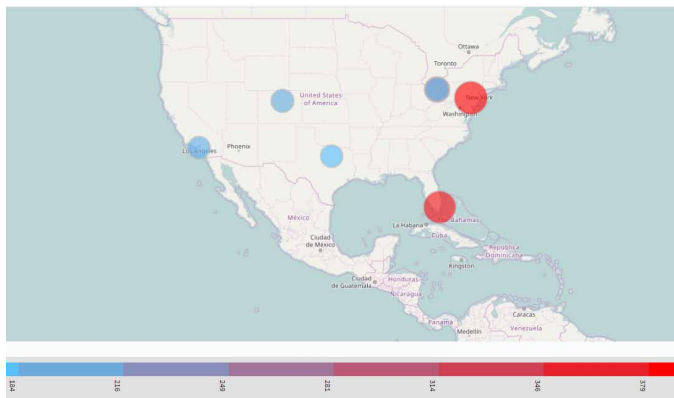 Ottawa
Toronto
United States
of America
New York
Washington
Los Angeles
Phoenix
México
La Habana
The Bahamas
Cuba
Ciudad
de México
República
Dominicana
Kingston
Ciudad
de Guatemala
Honduras
Nicaragua
Caracas
Panamá
Venezuela
Medellín
184
216
249
281
314
346
379